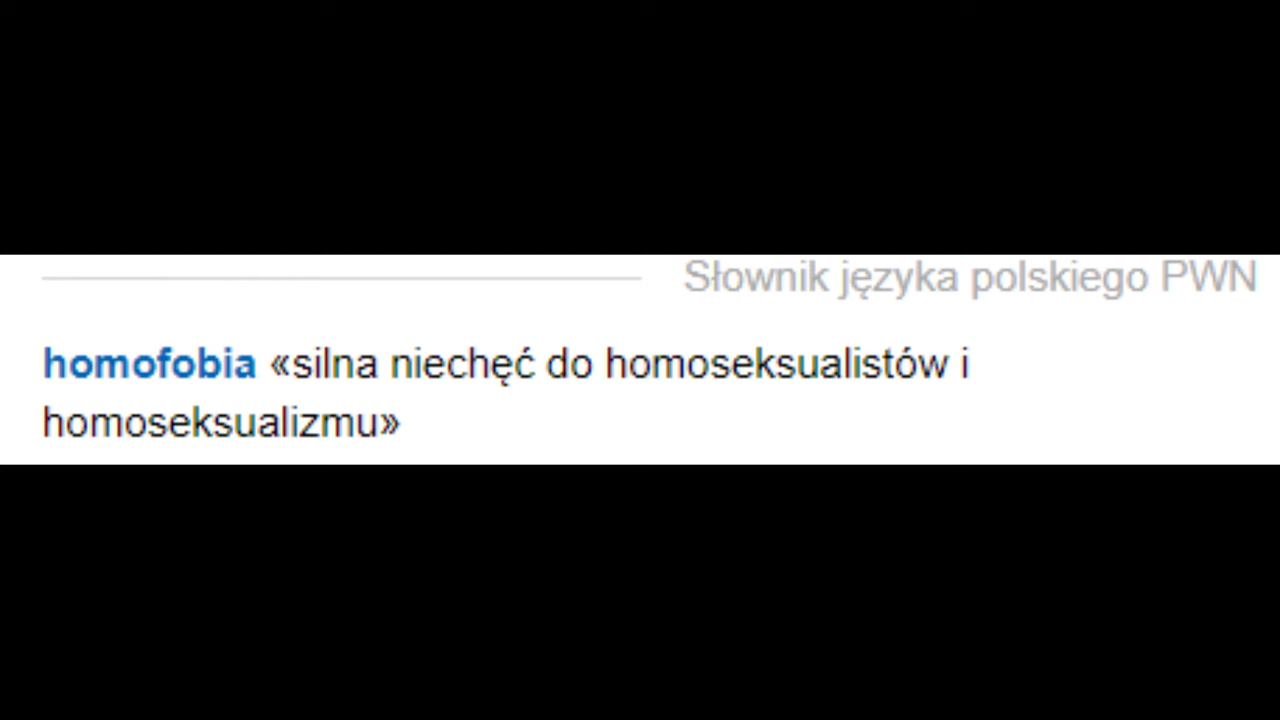 Słownik języka polskiego PWN
homofobia «silna niechęć do homoseksualistów i
homoseksualizmu»